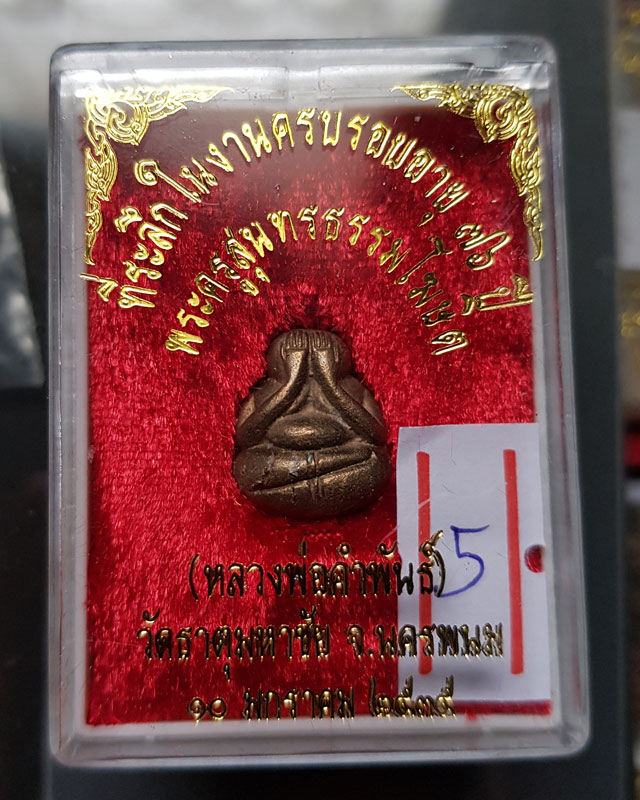 ที่ระลึก ในงานครบรอบอายุ ๗๖ ปี
พระครูสุนทรธรรมโฆษิต
(หลวงพ่อคำพันธ์)
5
วัดธาตุมหาชัย จ.นครพนม
๑๐ มกราคม ๒๕๓๕